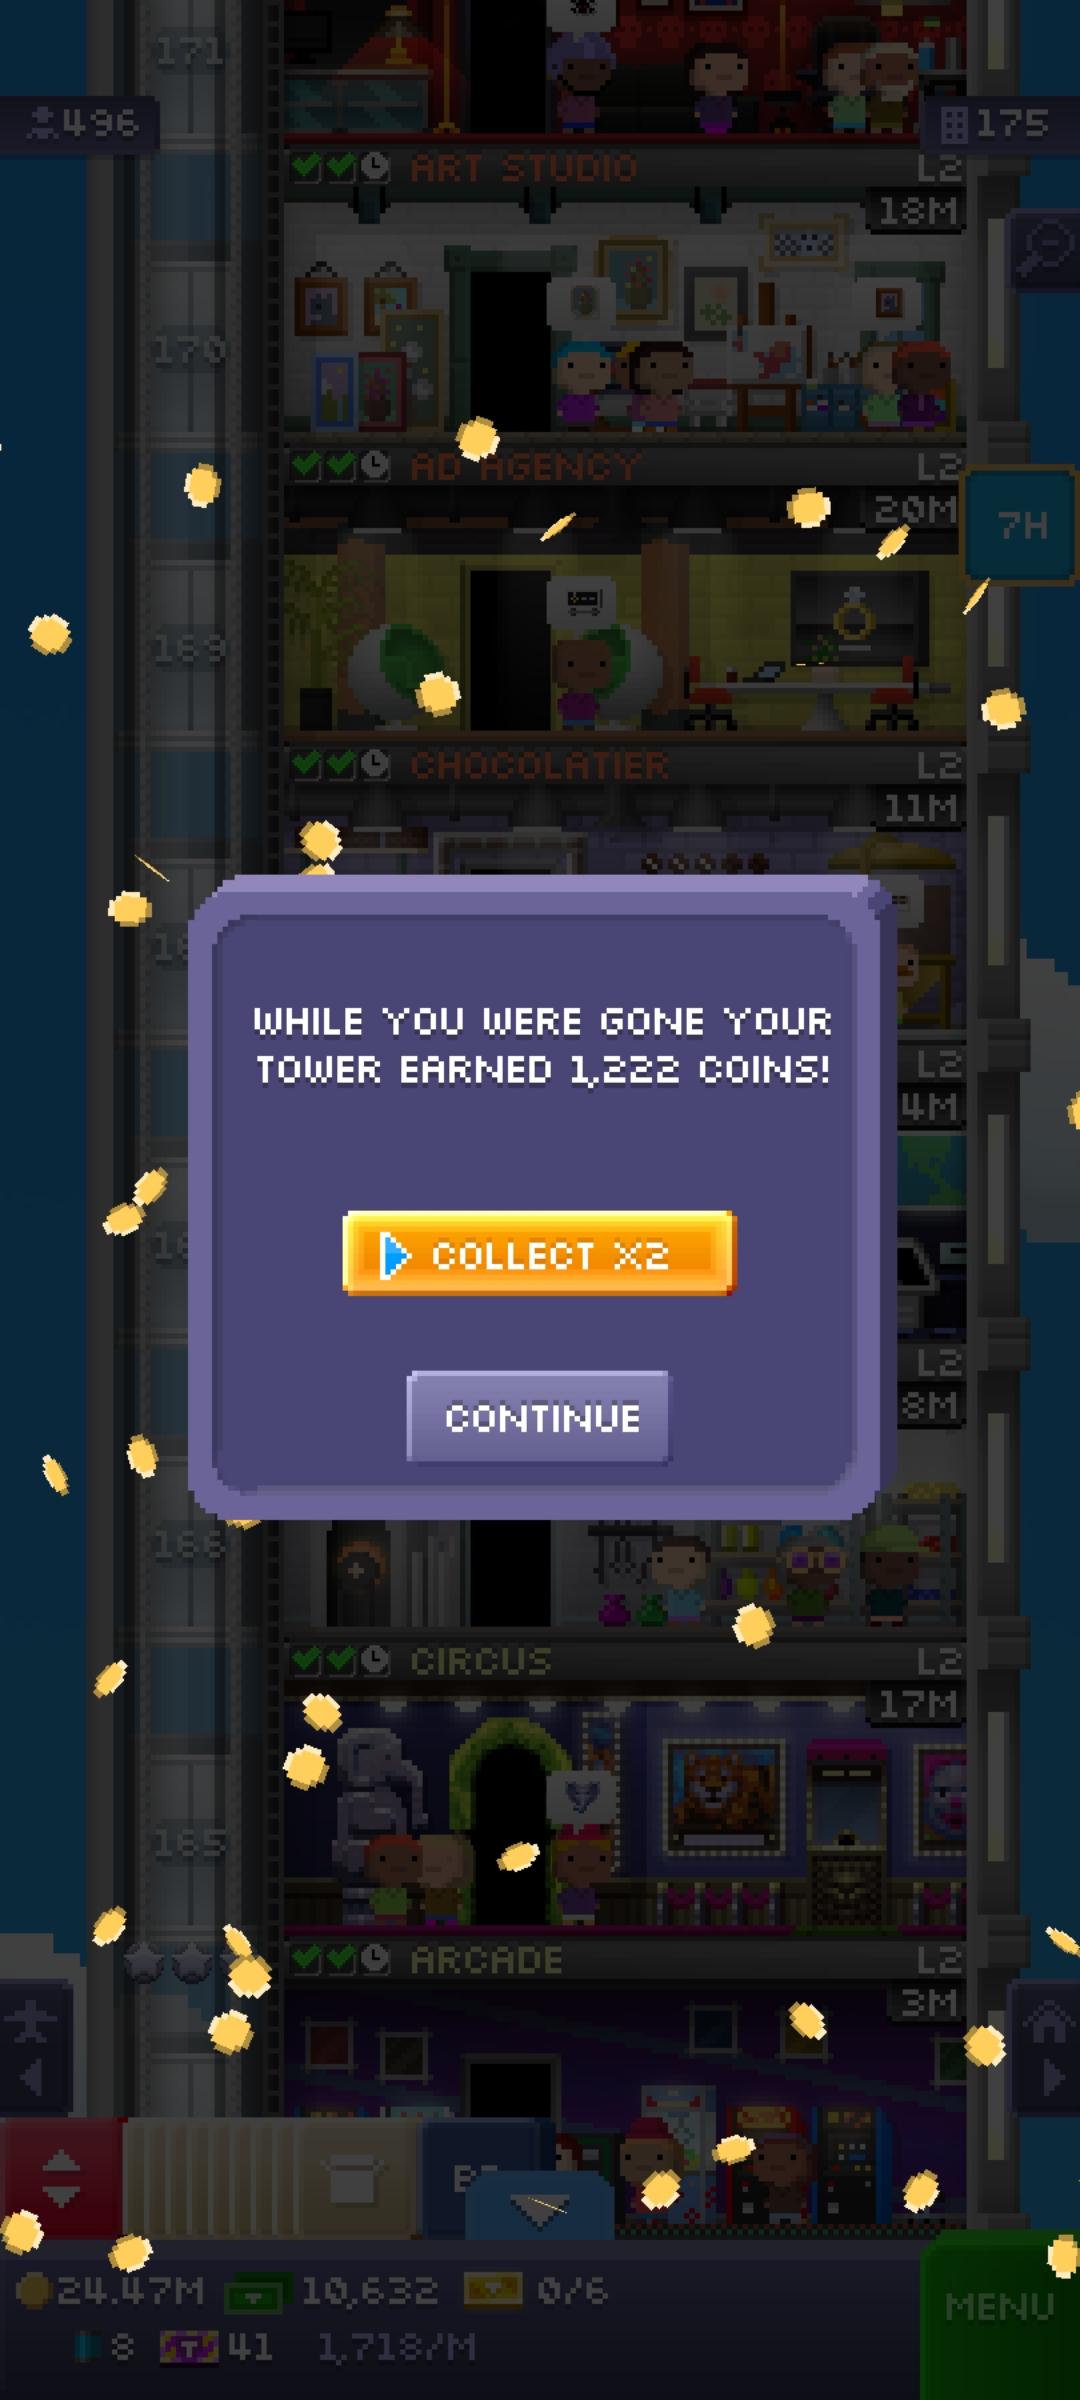 171
496
175
ART STUDIO
L2
18M
170
AD AGENCY
L2
20M
7H
169
CHOCOLATIER
L2
11M
WHILE YOU WERE GONE YOUR
TOWER EARNED 1,222 COINS!
L2
4M
COLLECT X2
L2
8M
CONTINUE
166
CIRCUS
L2
17M
165
ARCADE
L2
3M
24.47M
10,632
0/6
MENU
8
41
1,718/M